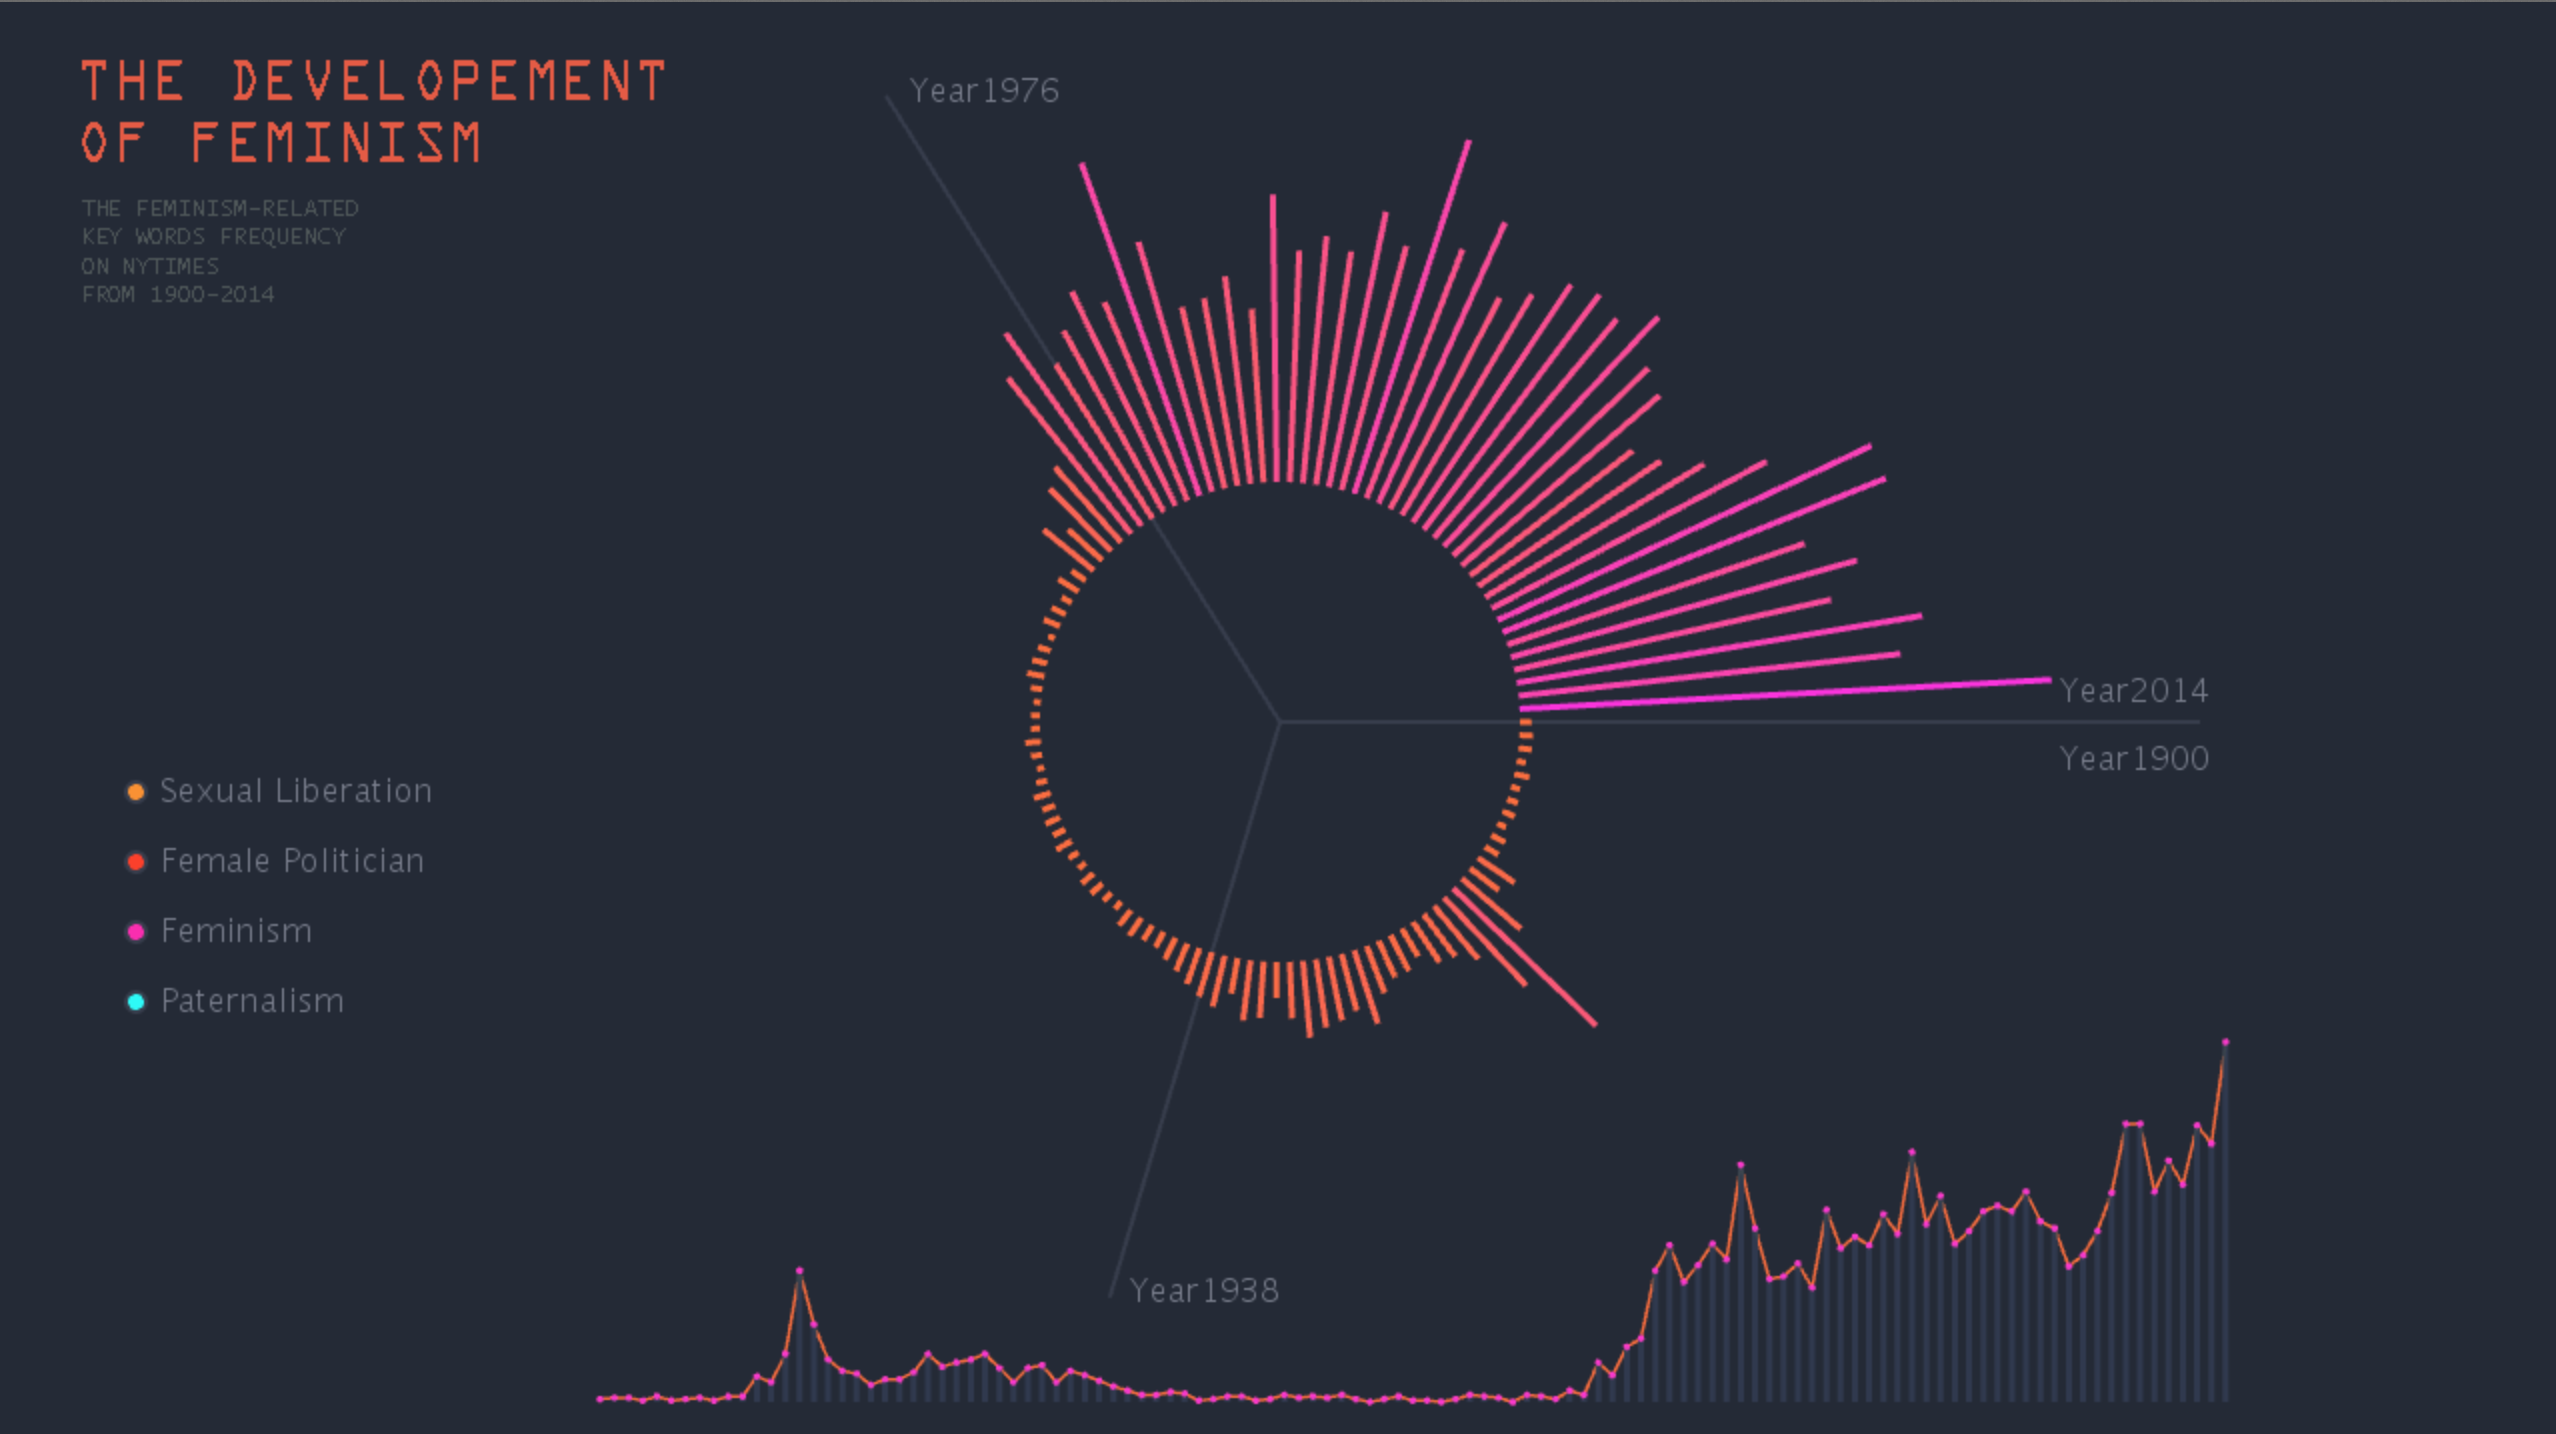 THE DEVELOPEMENT
OF FEMINISM
THE FEMINISM-RELATED
KEY WORDS FREQUENCY
ON NYTIMES
FROM 1900-2014
Year1976
Year2014
Year1900
Sexual Liberation
Female Politician
Feminism
Paternalism
Year1938